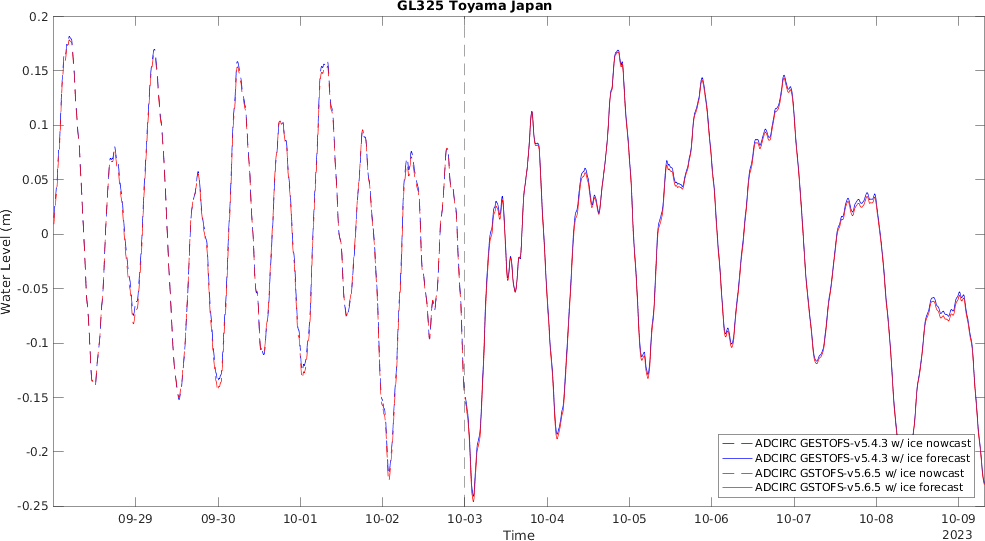 GL325 Toyama Japan
Water Level (m)
0.2
0.15
0.1
0.05
0
-0.05
-0.1
-0.15
-0.2
-0.25
ADCIRC GESTOFS-v5.4.3 w/ ice nowcast
ADCIRC GESTOFS-v5.4.3 w/ ice forecast
ADCIRC GSTOFS-v5.6.5 w/ ice nowcast
ADCIRC GSTOFS-v5.6.5 w/ ice forecast
09-29 09-30 10-01 10-02 10-03 10-04 10-05 10-06 10-07 10-08 10-09
2023
Time